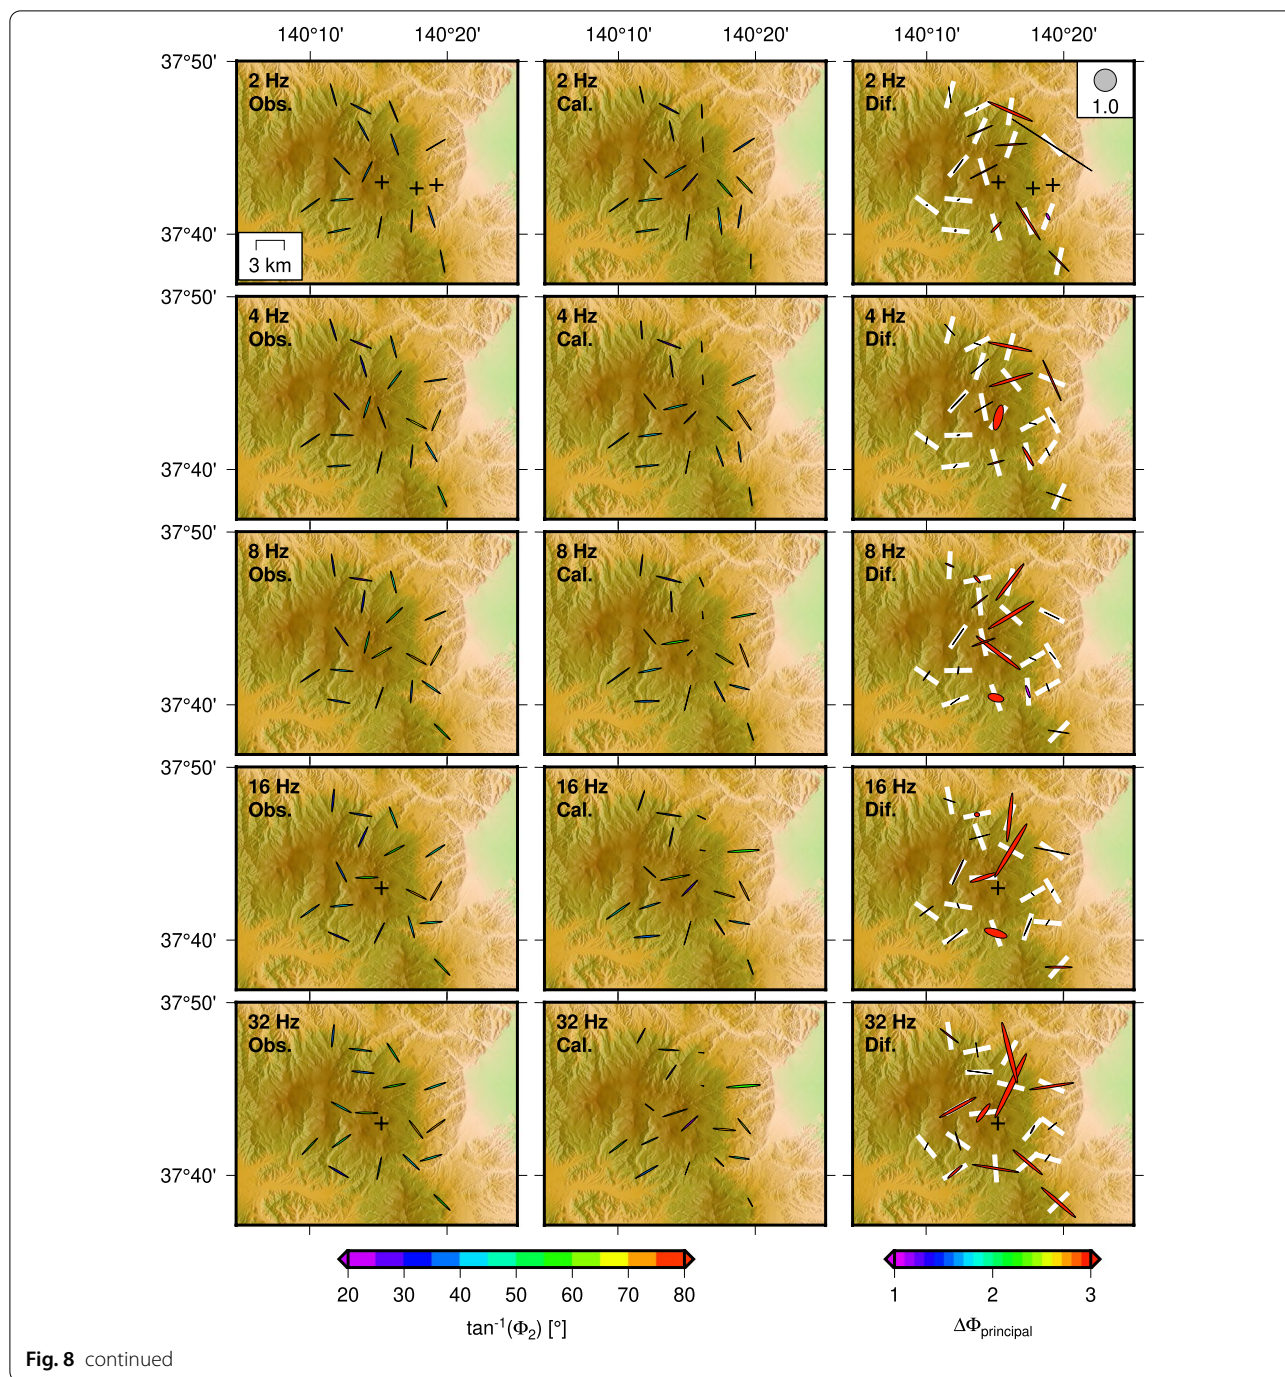 140°10' 140°20' 140°10' 140°20' 140°10' 140°20'
37°50'
2 Hz
Obs.
2 Hz
Cal.
2 Hz
Dif.
1.0
37°40'
3 km
37°50'
4 Hz
Obs.
4 Hz
Cal.
4 Hz
Dif.
37°40'
37°50'
8 Hz
Obs.
8 Hz
Cal.
8 Hz
Dif.
37°40'
37°50'
16 Hz
Obs.
16 Hz
Cal.
16 Hz
Dif.
37°40'
37°50'
32 Hz
Obs.
32 Hz
Cal.
32 Hz
Dif.
37°40'
20 30 40 50 60 70 80
tan⁻¹(Φ₂) [°]
1 2 3
ΔΦprincipal
Fig. 8 continued